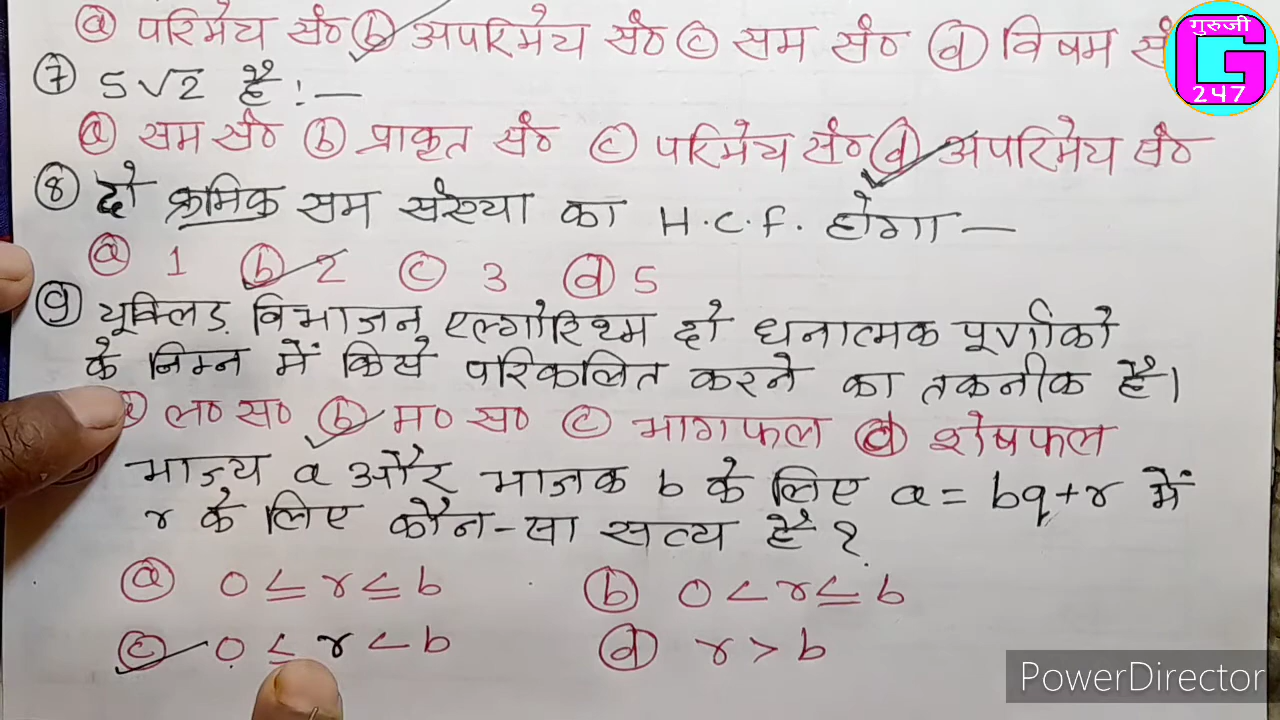 ⓐ परिमेय सं० ⓑ अपरिमेय सं० ⓒ सम सं० ⓓ विषम सं
गुरुजी
G
247
⑦ 5√2 है :—
ⓐ सम सं० ⓑ प्राकृत सं० ⓒ परिमेय सं० ⓓ अपरिमेय सं०
⑧ दो क्रमिक सम संख्या का H.C.F. होगा —
ⓐ 1 ⓑ 2 ⓒ 3 ⓓ 5
⑨ यूक्लिड विभाजन एल्गोरिथ्म दो धनात्मक पूर्णांको
के निम्न में किसे परिकलित करने का तकनीक है।
ल० स० ⓑ म० स० ⓒ भागफल ⓓ शेषफल
भाज्य a और भाजक b के लिए a = bq + r में
r के लिए कौन-सा सत्य है ?
ⓐ 0 ≤ r ≤ b ⓑ 0 < r ≤ b
ⓒ 0 ≤ r < b ⓓ r > b
PowerDirector